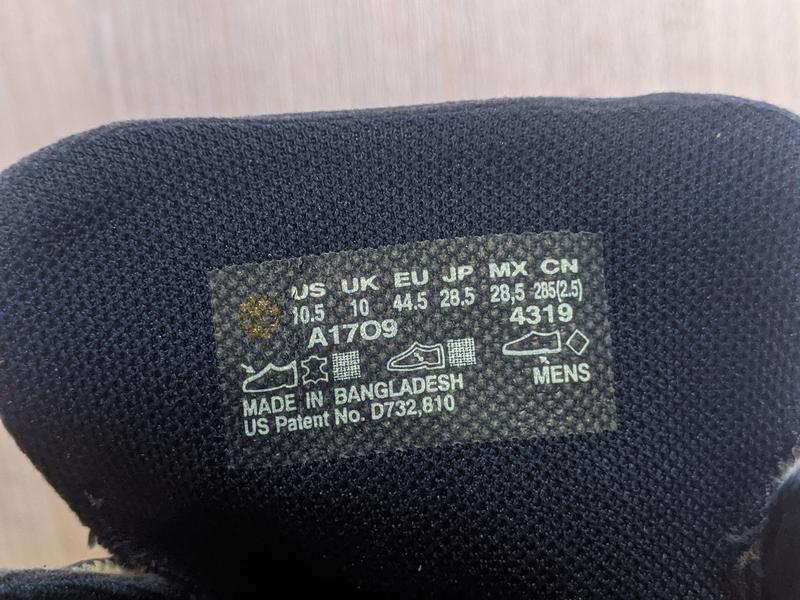 US UK EU JP MX CN
10.5 10 44.5 28.5 28,5 285(2.5)
A17O9 4319
MENS
MADE IN BANGLADESH
US Patent No. D732,810